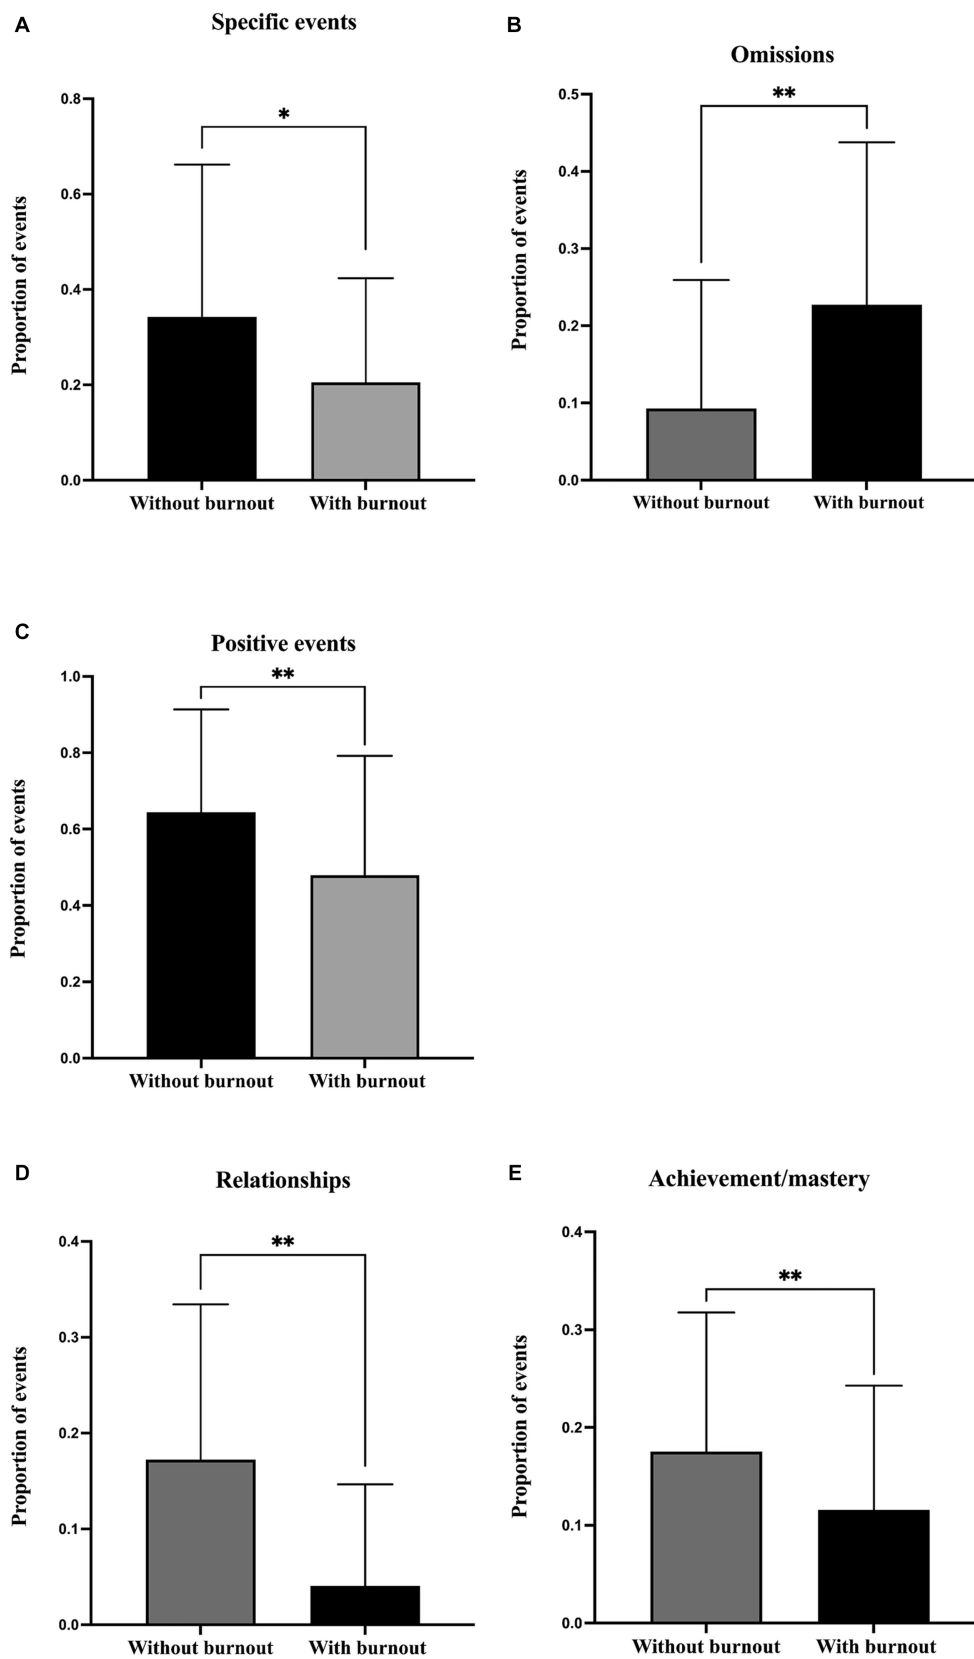 A
Specific events
*
0.8
0.6
0.4
0.2
0.0
Proportion of events
Without burnout
With burnout
B
Omissions
**
0.5
0.4
0.3
0.2
0.1
0.0
Proportion of events
Without burnout
With burnout
C
Positive events
**
1.0
0.8
0.6
0.4
0.2
0.0
Proportion of events
Without burnout
With burnout
D
Relationships
**
0.4
0.3
0.2
0.1
0.0
Proportion of events
Without burnout
With burnout
E
Achievement/mastery
**
0.4
0.3
0.2
0.1
0.0
Proportion of events
Without burnout
With burnout